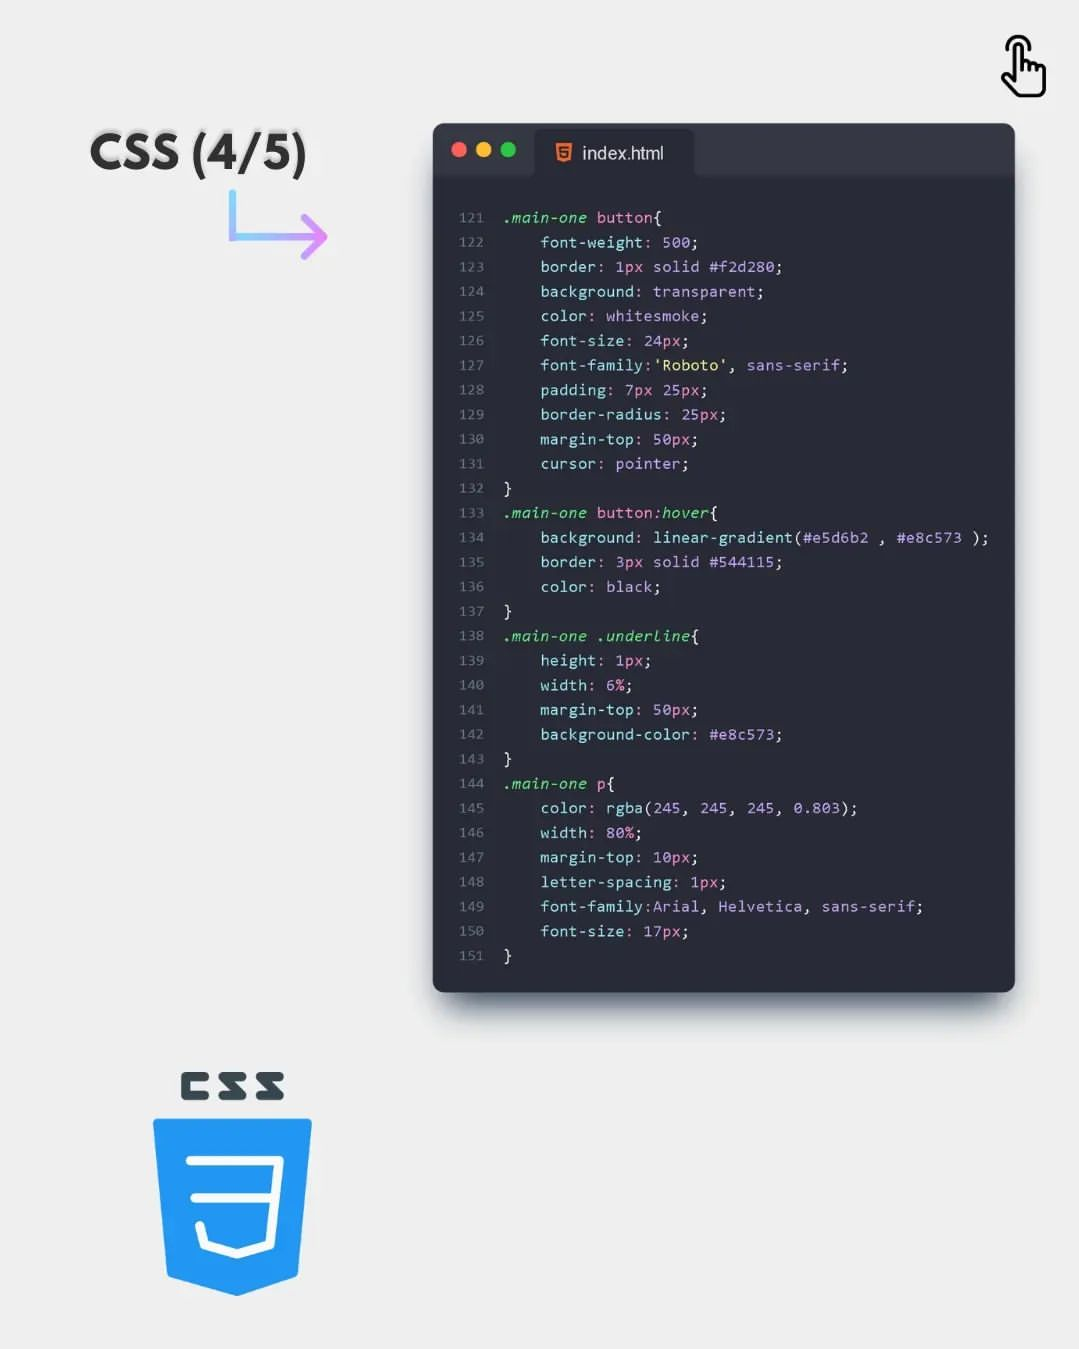 CSS (4/5)
index.html
121 .main-one button{
122     font-weight: 500;
123     border: 1px solid #f2d280;
124     background: transparent;
125     color: whitesmoke;
126     font-size: 24px;
127     font-family:'Roboto', sans-serif;
128     padding: 7px 25px;
129     border-radius: 25px;
130     margin-top: 50px;
131     cursor: pointer;
132 }
133 .main-one button:hover{
134     background: linear-gradient(#e5d6b2 , #e8c573 );
135     border: 3px solid #544115;
136     color: black;
137 }
138 .main-one .underline{
139     height: 1px;
140     width: 6%;
141     margin-top: 50px;
142     background-color: #e8c573;
143 }
144 .main-one p{
145     color: rgba(245, 245, 245, 0.803);
146     width: 80%;
147     margin-top: 10px;
148     letter-spacing: 1px;
149     font-family:Arial, Helvetica, sans-serif;
150     font-size: 17px;
151 }
CSS
3